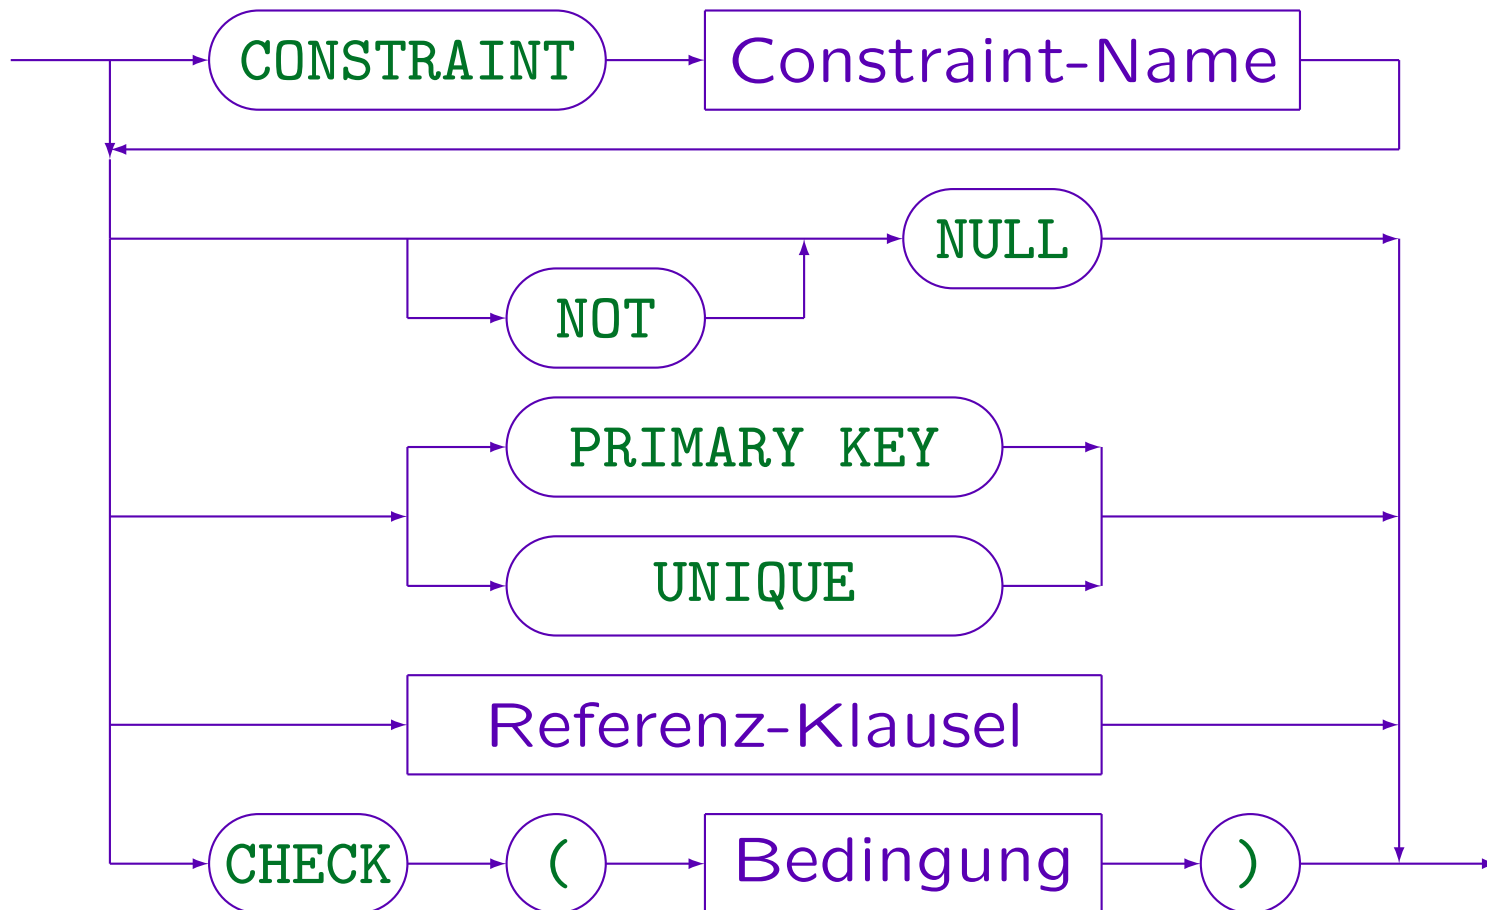 CONSTRAINT Constraint-Name
NULL
NOT
PRIMARY KEY
UNIQUE
Referenz-Klausel
CHECK ( Bedingung )